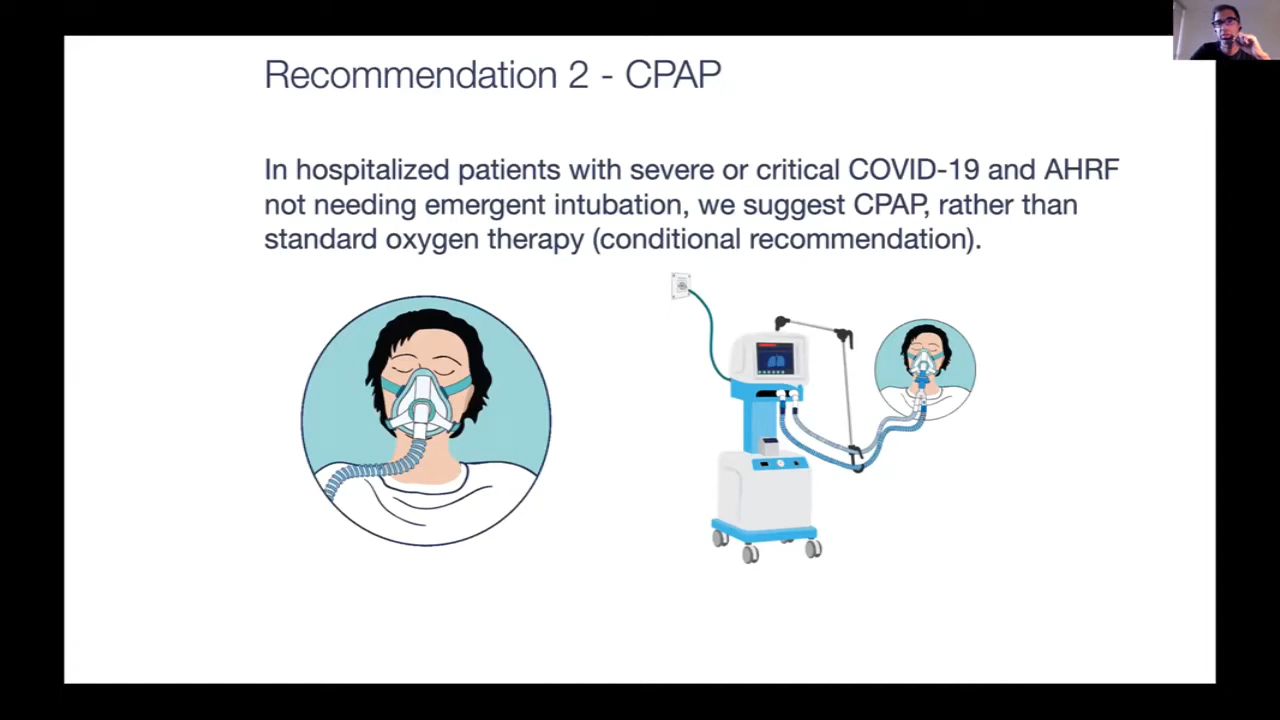 Recommendation 2 - CPAP
In hospitalized patients with severe or critical COVID-19 and AHRF
not needing emergent intubation, we suggest CPAP, rather than
standard oxygen therapy (conditional recommendation).